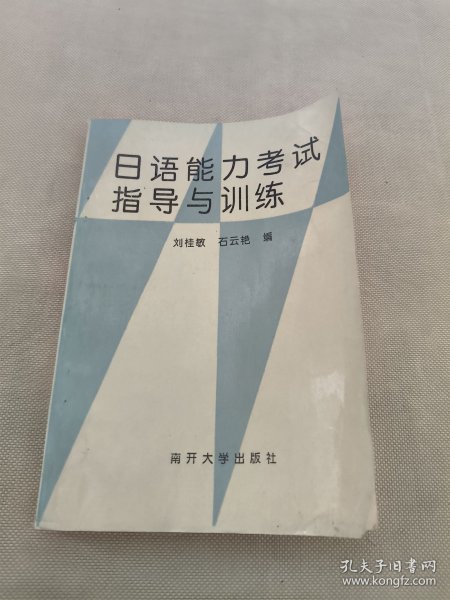 日语能力考试
指导与训练
刘桂敏 石云艳 编
南开大学出版社
孔夫子旧书网
www.kongfz.com